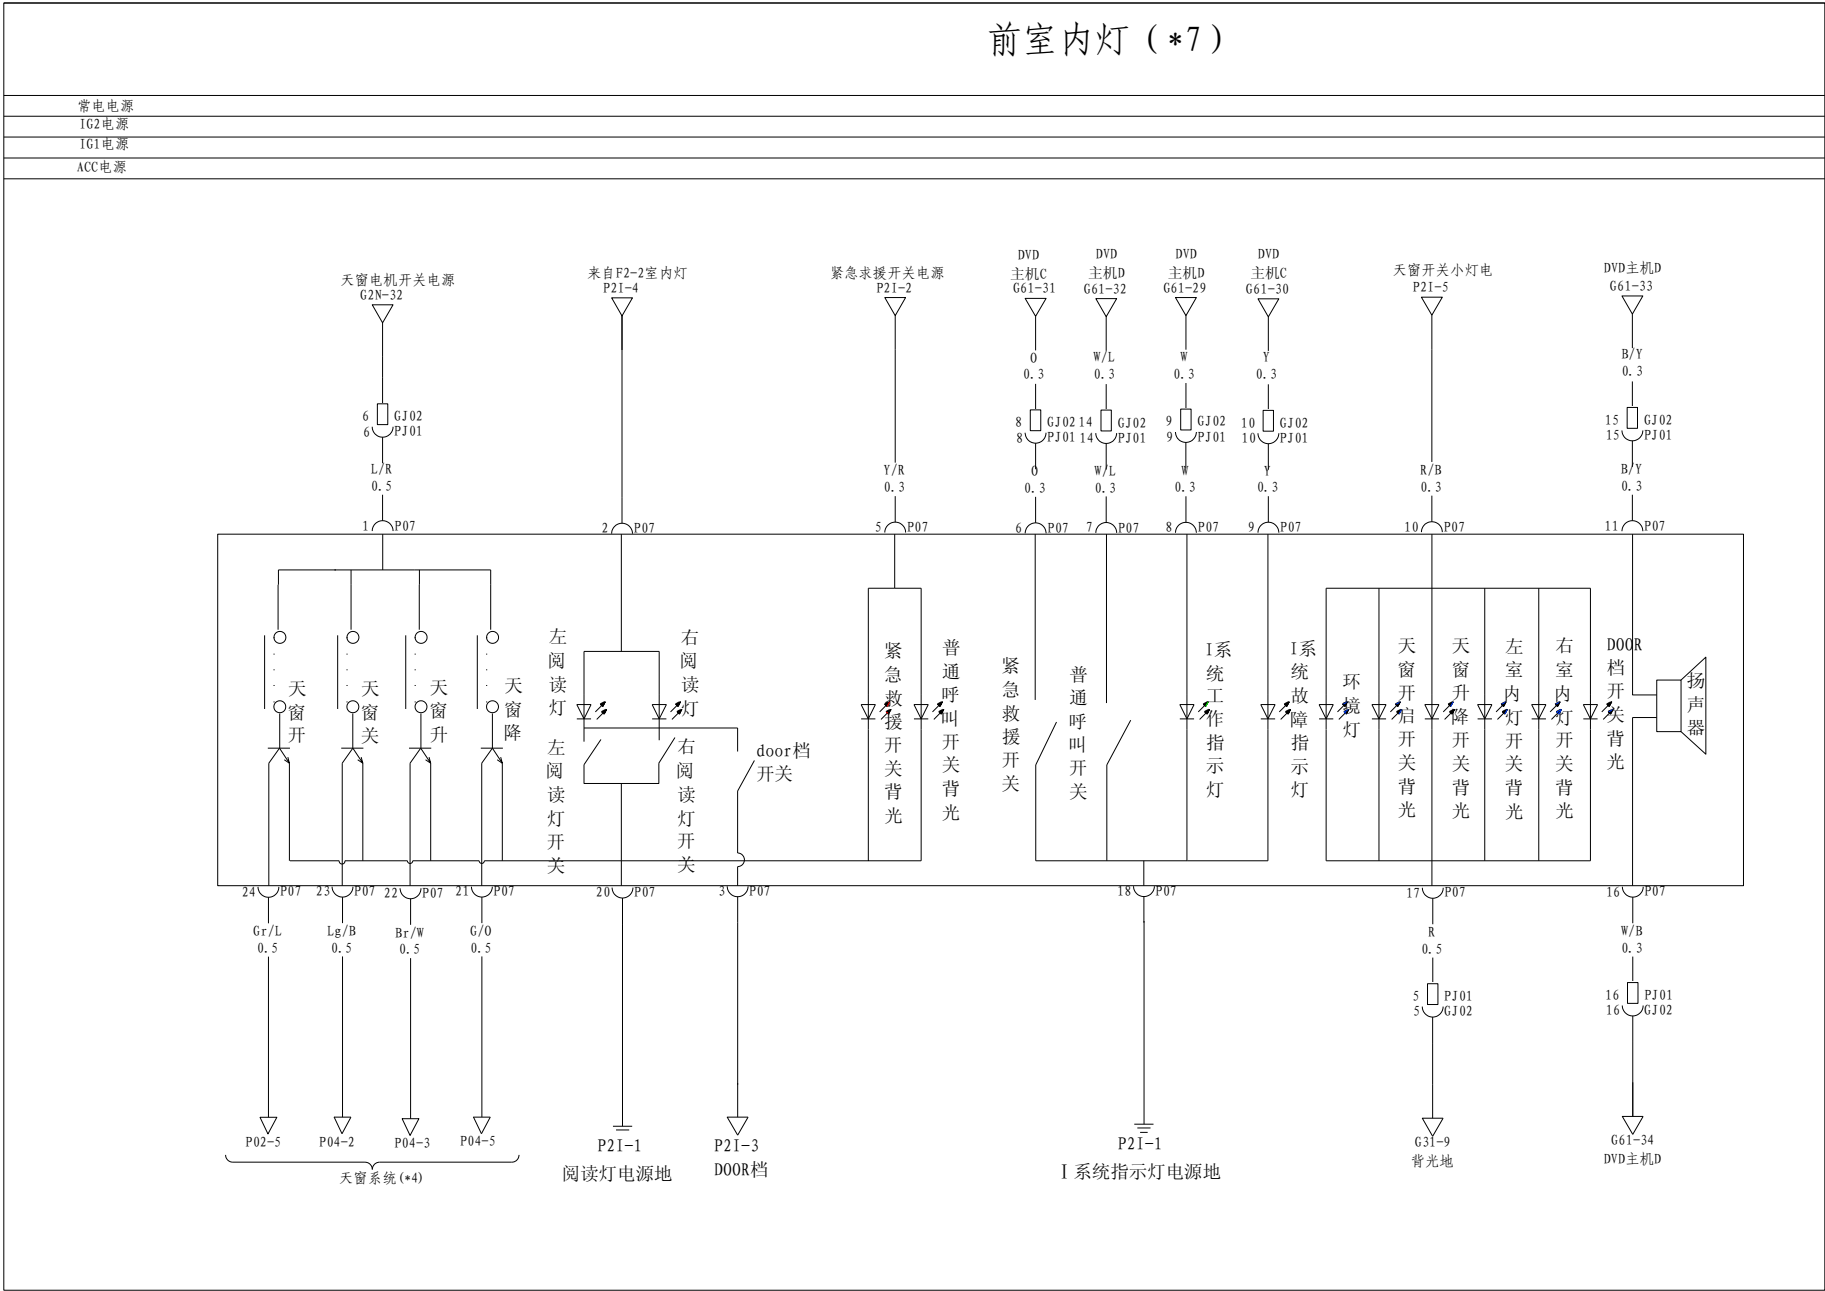 前室内灯(*7)
常电电源
IG2电源
IG1电源
ACC电源
天窗电机开关电源
G2N-32
来自F2-2室内灯
P2I-4
紧急求援开关电源
P2I-2
DVD
主机C
G61-31
DVD
主机D
G61-32
DVD
主机D
G61-29
DVD
主机C
G61-30
天窗开关小灯电
P2I-5
DVD主机D
G61-33
O
0.3
W/L
0.3
W
0.3
Y
0.3
B/Y
0.3
6 GJ02
6 PJ01
8 GJ02
8 PJ01
14 GJ02
14 PJ01
9 GJ02
9 PJ01
10 GJ02
10 PJ01
15 GJ02
15 PJ01
L/R
0.5
Y/R
0.3
O
0.3
W/L
0.3
W
0.3
Y
0.3
R/B
0.3
B/Y
0.3
1 P07
2 P07
5 P07
6 P07
7 P07
8 P07
9 P07
10 P07
11 P07
天窗开
天窗关
天窗升
天窗降
左阅读灯
右阅读灯
左阅读灯开关
右阅读灯开关
door档
开关
紧急救援开关背光
普通呼叫开关背光
紧急救援开关
普通呼叫开关
I系统工作指示灯
I系统故障指示灯
环境灯
天窗开启开关背光
天窗升降开关背光
左室内灯开关背光
右室内灯开关背光
DOOR档开关背光
扬声器
24 P07
23 P07
22 P07
21 P07
20 P07
3 P07
18 P07
17 P07
16 P07
Gr/L
0.5
Lg/B
0.5
Br/W
0.5
G/O
0.5
R
0.5
W/B
0.3
5 PJ01
5 GJ02
16 PJ01
16 GJ02
P02-5
P04-2
P04-3
P04-5
天窗系统(*4)
P2I-1
阅读灯电源地
P2I-3
DOOR档
P2I-1
I系统指示灯电源地
G31-9
背光地
G61-34
DVD主机D